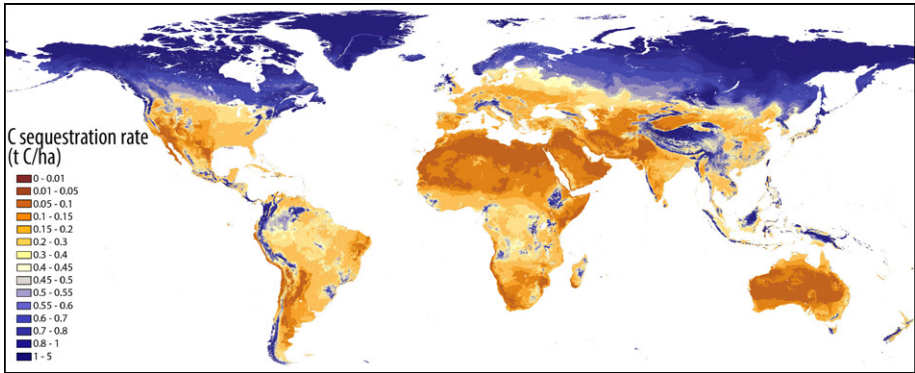 C sequestration rate
(t C/ha)
0 - 0.01
0.01 - 0.05
0.05 - 0.1
0.1 - 0.15
0.15 - 0.2
0.2 - 0.3
0.3 - 0.4
0.4 - 0.45
0.45 - 0.5
0.5 - 0.55
0.55 - 0.6
0.6 - 0.7
0.7 - 0.8
0.8 - 1
1 - 5